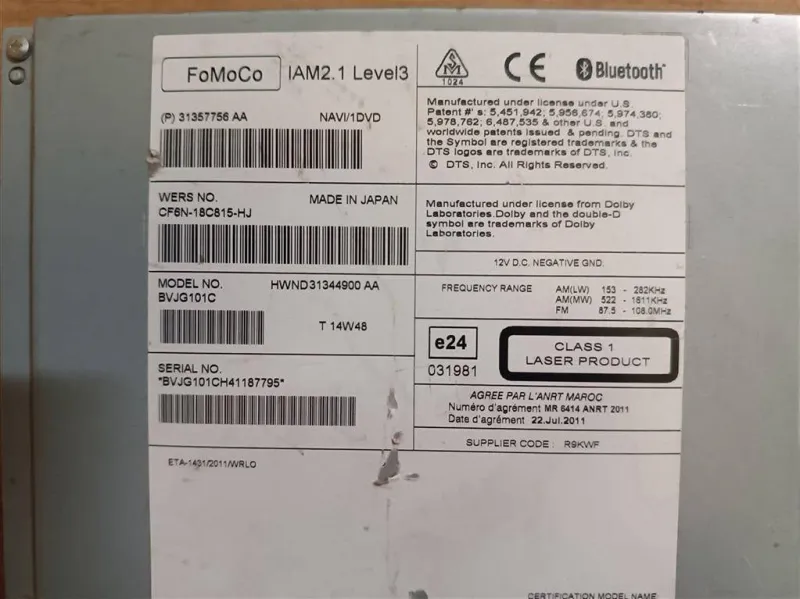 FoMoCo IAM2.1 Level3
(P) 31357756 AA NAVI/1DVD
WERS NO. MADE IN JAPAN
CF6N-18C815-HJ
MODEL NO. HWND31344900 AA
BVJG101C
T 14W48
SERIAL NO.
*BVJG101CH41187795*
ETA-1431/2011/WRLO
1024
CE
Bluetooth
Manufactured under license under U.S.
Patent #' s: 5,451,942; 5,956,674; 5,974,380;
5,978,762; 6,487,535 & other U.S. and
worldwide patents issued & pending. DTS and
the Symbol are registered trademarks & the
DTS logos are trademarks of DTS, Inc.
© DTS, Inc. All Rights Reserved.
Manufactured under license from Dolby
Laboratories.Dolby and the double-D
symbol are trademarks of Dolby
Laboratories.
12V D.C. NEGATIVE GND.
FREQUENCY RANGE AM(LW) 153 - 282KHz
AM(MW) 522 - 1611KHz
FM 87.5 - 108.0MHz
e24
031981
CLASS 1
LASER PRODUCT
AGREE PAR L'ANRT MAROC
Numéro d'agrément MR 6414 ANRT 2011
Date d'agrément 22.Jul.2011
SUPPLIER CODE : R9KWF
CERTIFICATION MODEL NAME: